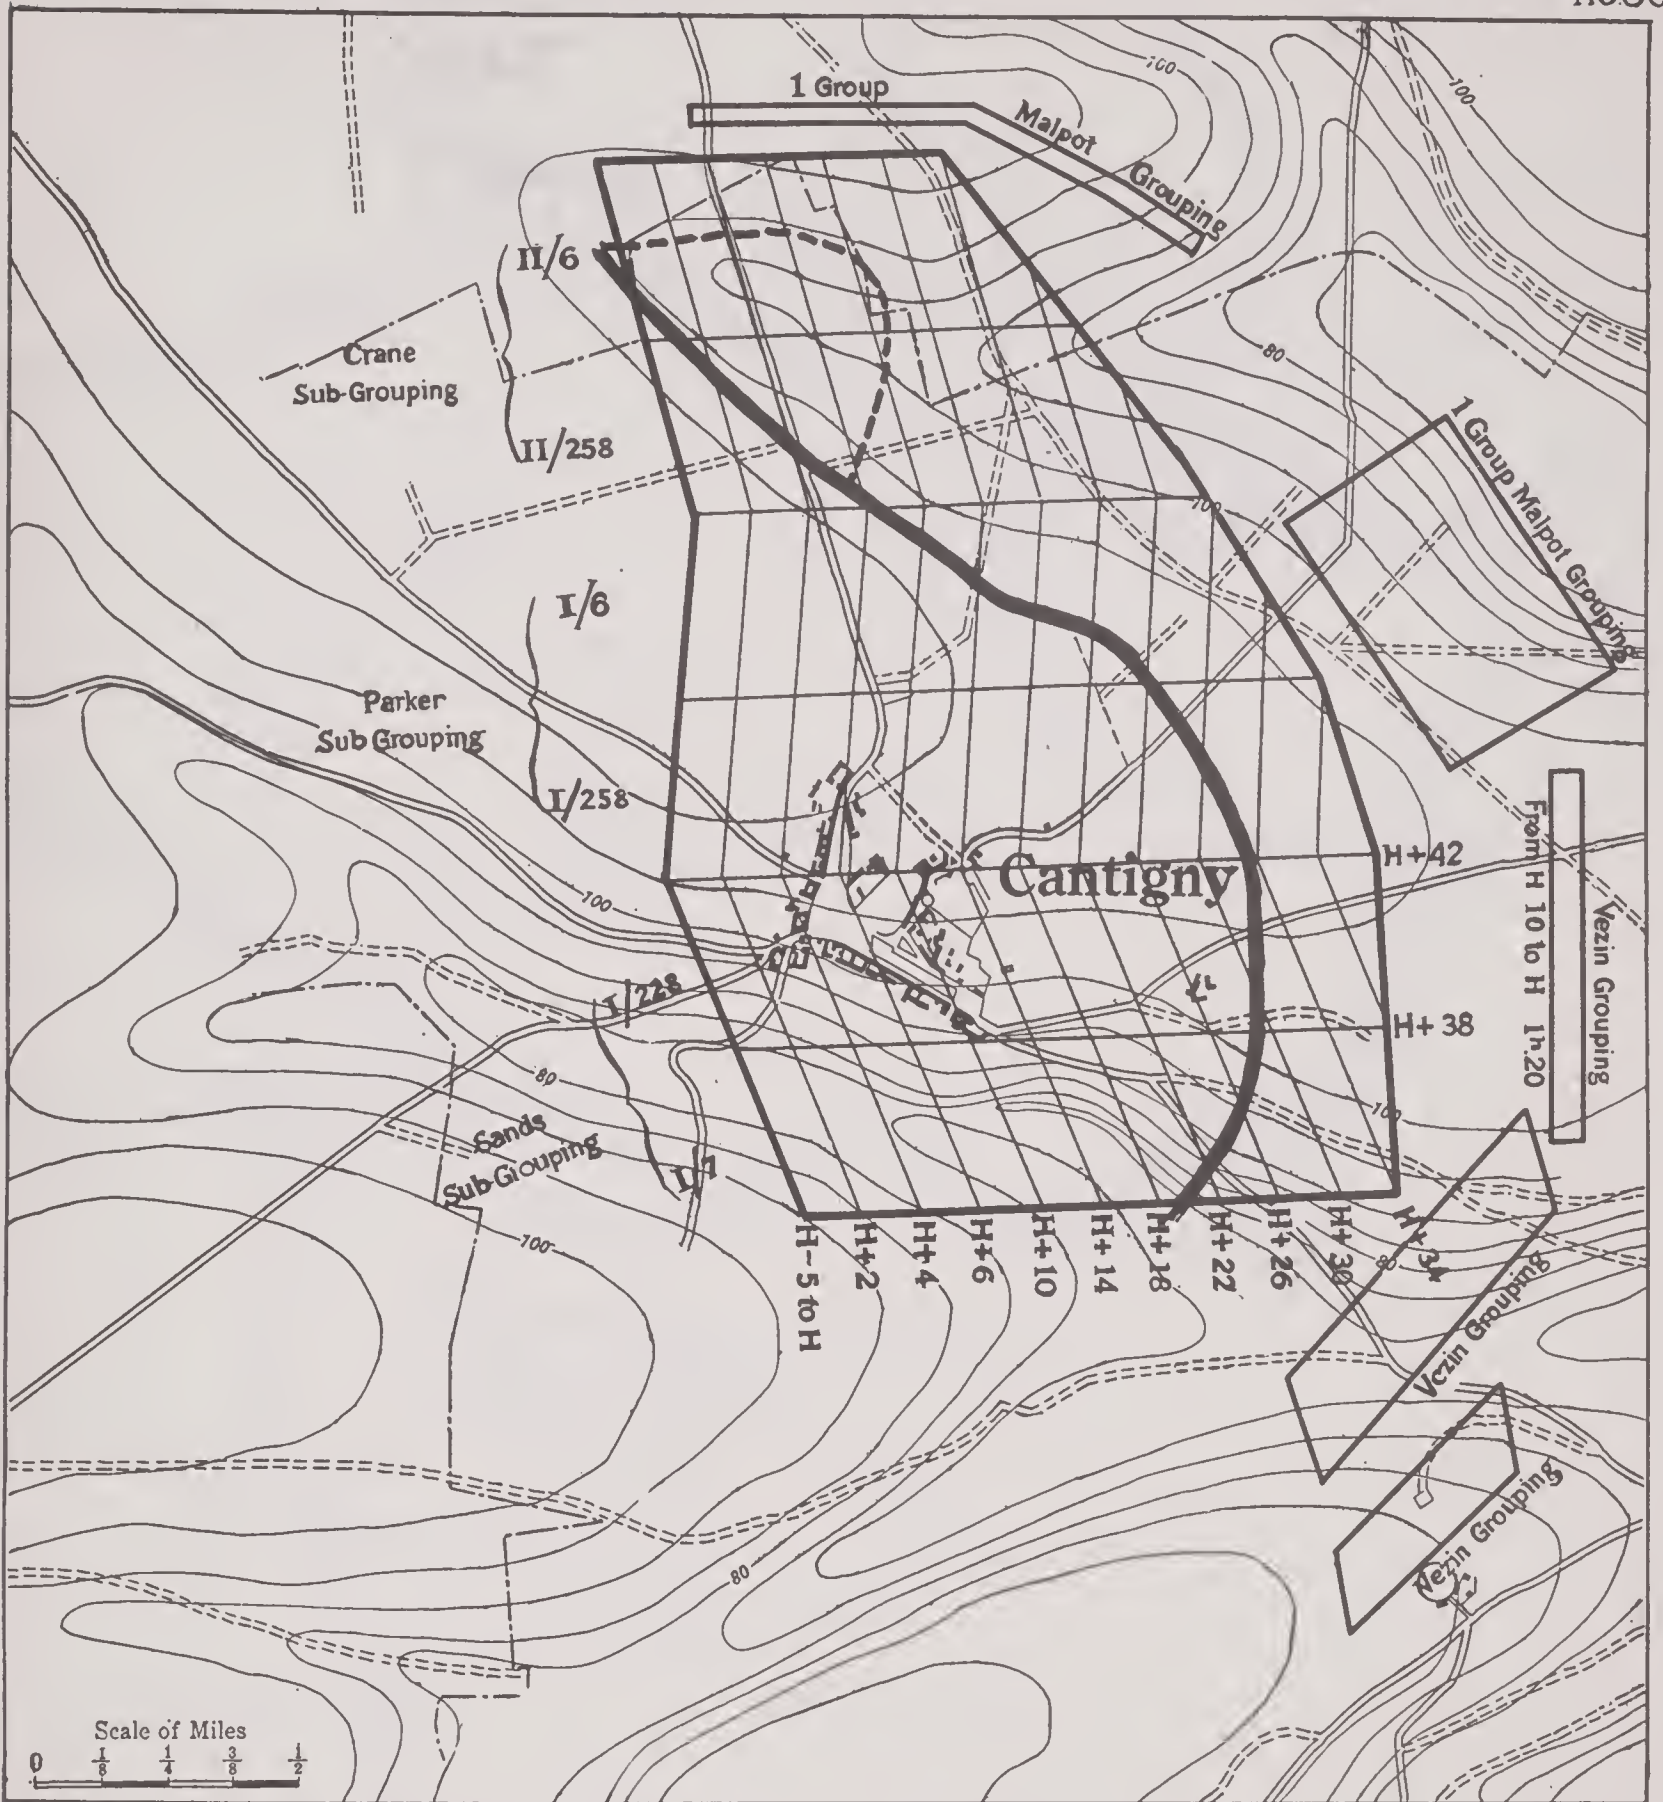 1 Group
Malpot Grouping
100
100
II/6
Crane
Sub-Grouping
II/258
80
1 Group Malpot Grouping
100
I/6
Parker
Sub Grouping
I/258
From H 10 to H 1h.20
Vezin Grouping
H+42
Cantigny
100
I/228
H+38
80
100
Sands
Sub-Grouping
I/7
100
H-5 to H
H+2
H+4
H+6
H+10
H+14
H+18
H+22
H+26
H+30
H+34
80
Vezin Grouping
Vezin Grouping
80
Scale of Miles
0 1/8 1/4 3/8 1/2